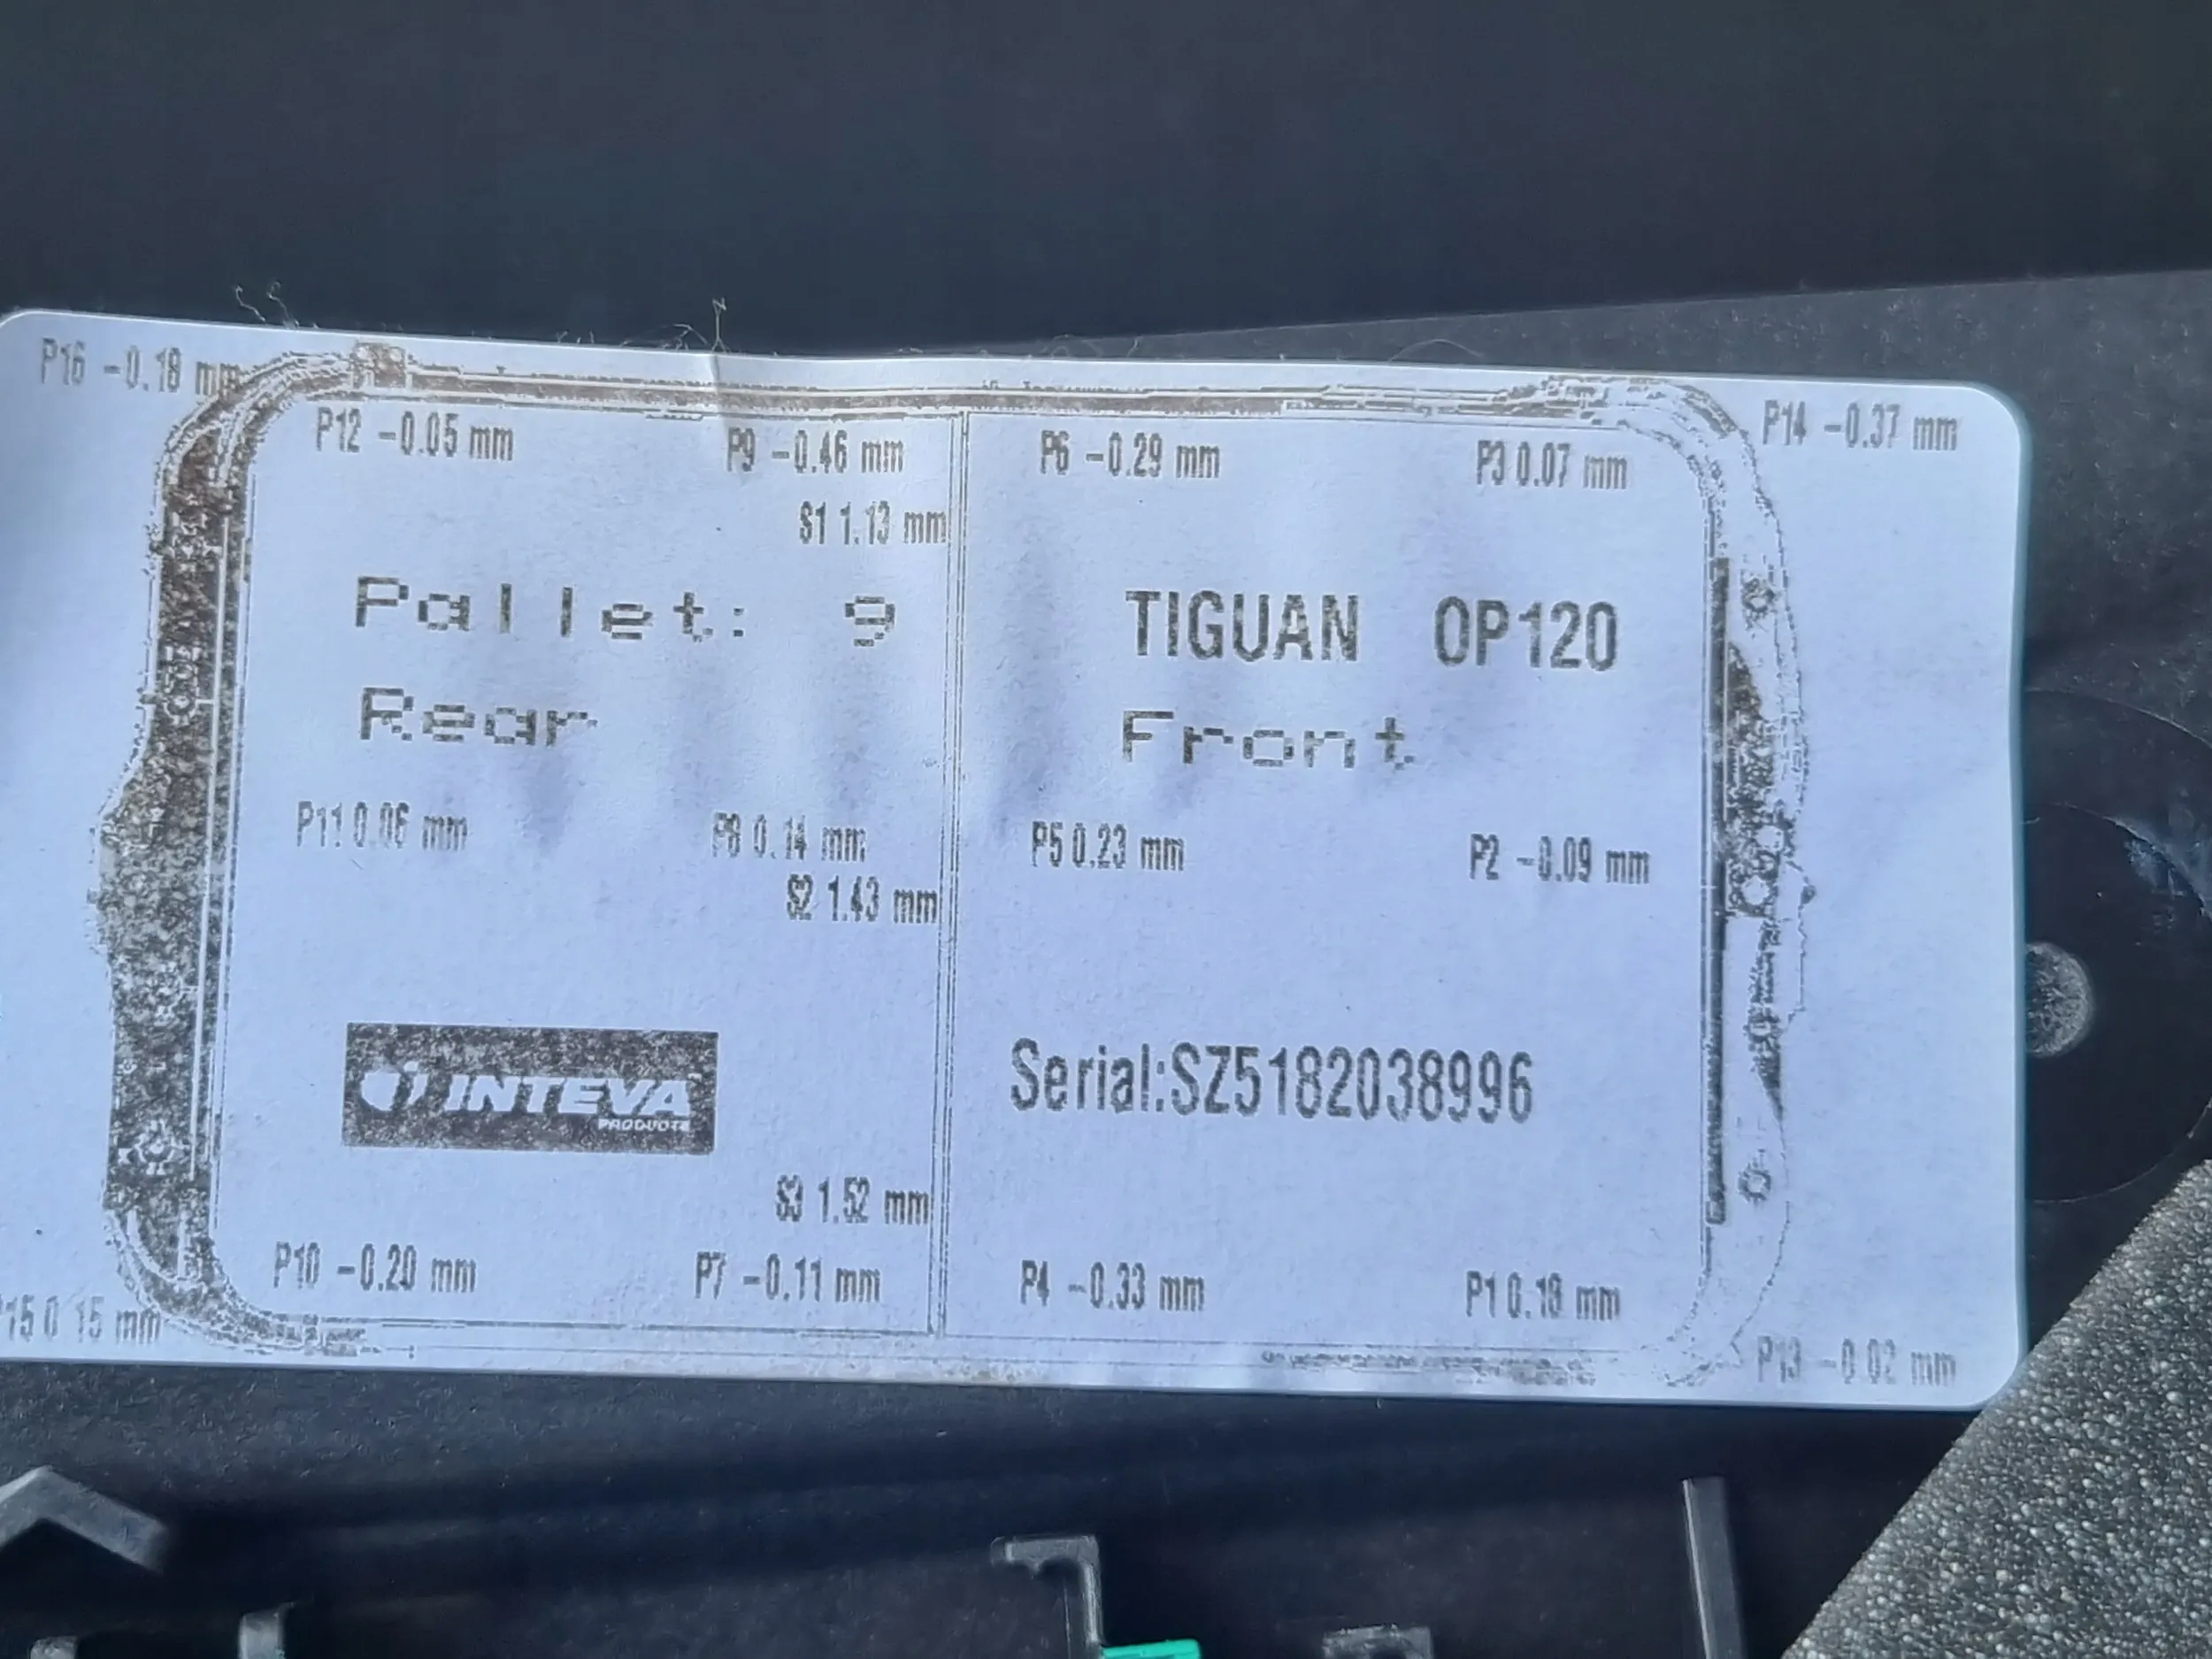 P16 -0.18 mm
P12 -0.05 mm
P9 -0.46 mm
P6 -0.29 mm
P3 0.07 mm
P14 -0.37 mm
S1 1.13 mm
Pallet: 9
TIGUAN OP120
Rear
Front
P11 0.06 mm
P8 0.14 mm
P5 0.23 mm
P2 -0.09 mm
S2 1.43 mm
INTEVA
PRODUCTS
Serial:SZ5182038996
S3 1.52 mm
P10 -0.20 mm
P7 -0.11 mm
P4 -0.33 mm
P1 0.18 mm
15 0.15 mm
P13 -0.02 mm